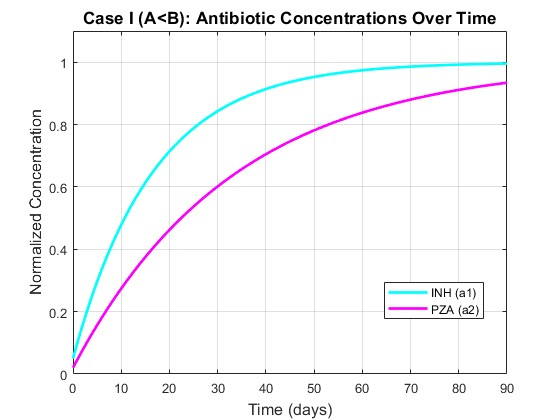 Case I (A<B): Antibiotic Concentrations Over Time
Normalized Concentration
1
0.8
0.6
0.4
0.2
0
0 10 20 30 40 50 60 70 80 90
Time (days)
INH (a1)
PZA (a2)